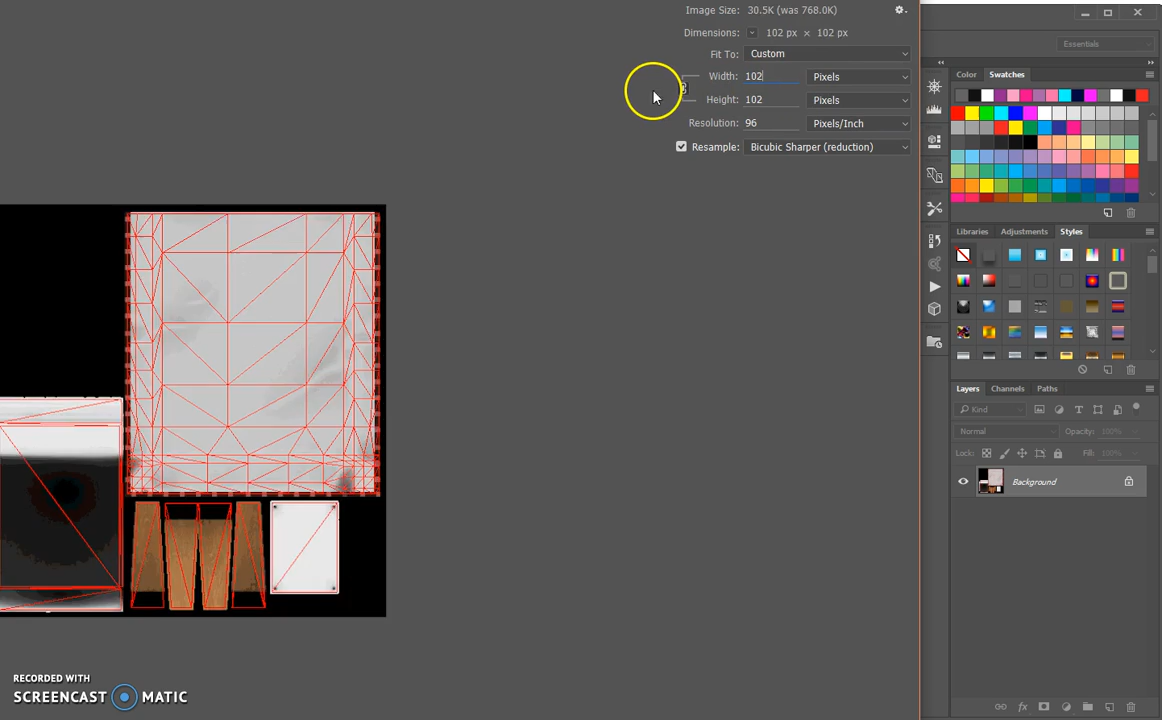 Image Size: 30.5K (was 768.0K)
Dimensions: 102 px × 102 px
Fit To: Custom
Width: 102 Pixels
Height: 102 Pixels
Resolution: 96 Pixels/Inch
Resample: Bicubic Sharper (reduction)
Essentials
Color Swatches
Libraries Adjustments Styles
Layers Channels Paths
Kind
Normal Opacity: 100%
Lock: Fill: 100%
Background
fx
RECORDED WITH
SCREENCAST MATIC